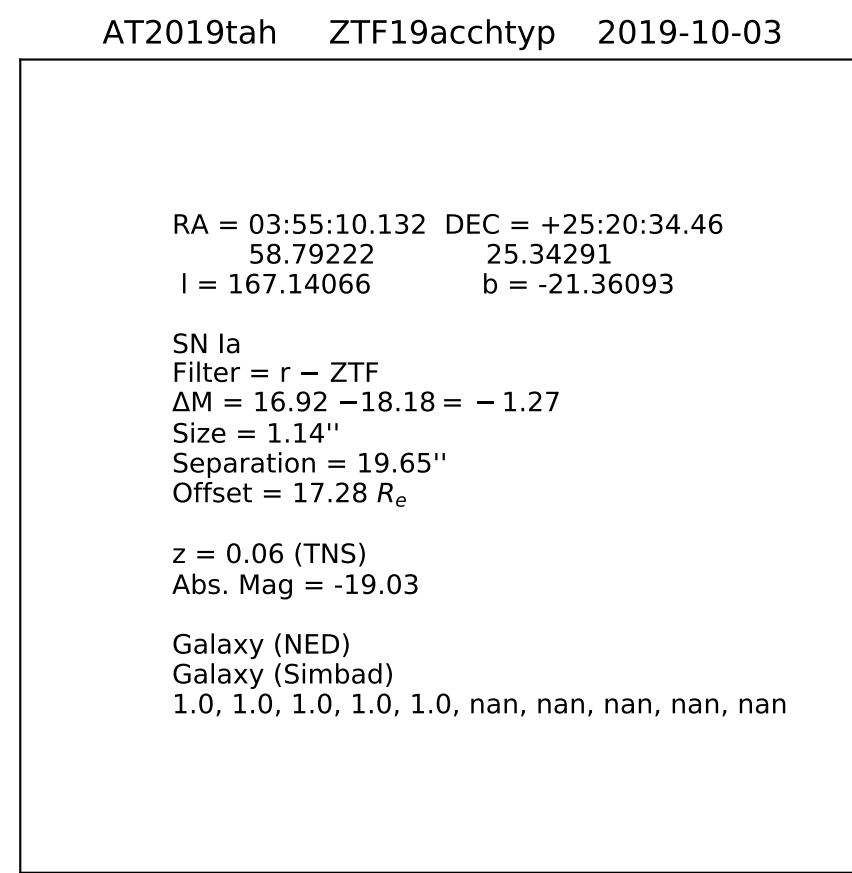 AT2019tah ZTF19acchtyp 2019-10-03
RA = 03:55:10.132 DEC = +25:20:34.46
58.79222 25.34291
l = 167.14066 b = -21.36093
SN Ia
Filter = r − ZTF
ΔM = 16.92 −18.18 = − 1.27
Size = 1.14''
Separation = 19.65''
Offset = 17.28 Rₑ
z = 0.06 (TNS)
Abs. Mag = -19.03
Galaxy (NED)
Galaxy (Simbad)
1.0, 1.0, 1.0, 1.0, 1.0, nan, nan, nan, nan, nan